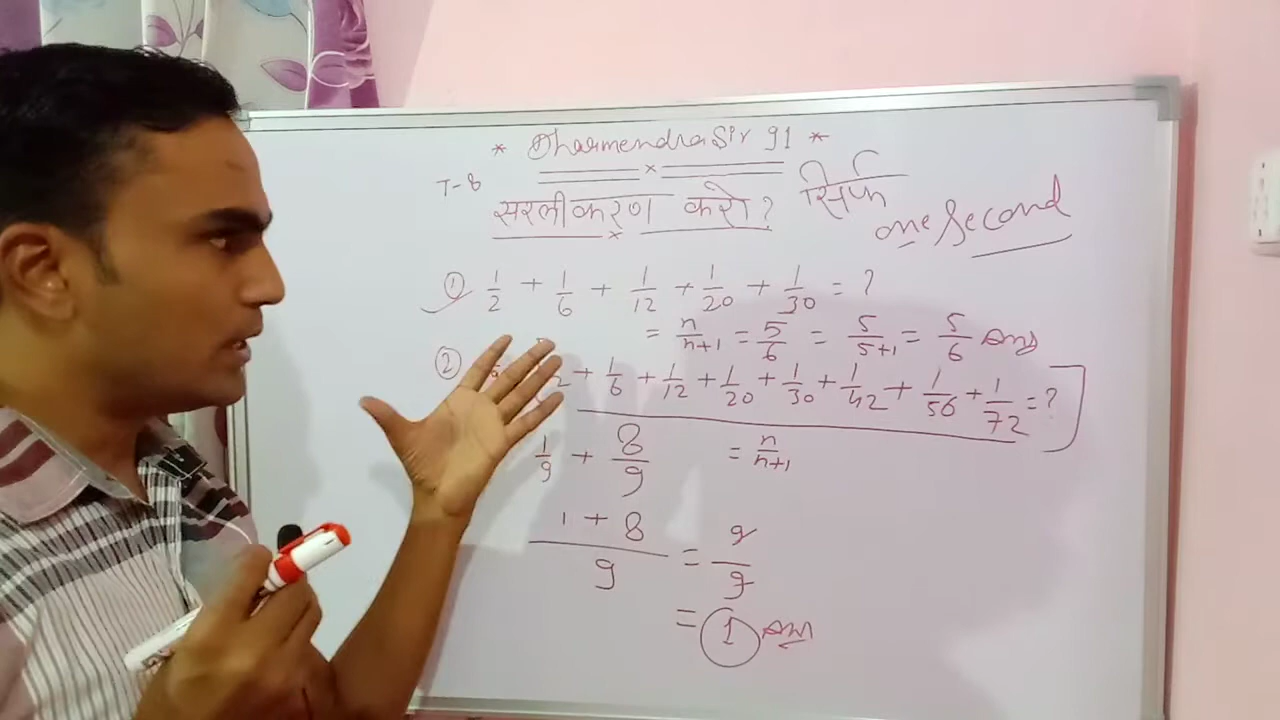 * Dharmendra Sir 91 *
T-8
सरलीकरण करो? सिर्फ one second
① 1/2 + 1/6 + 1/12 + 1/20 + 1/30 = ?
= n/n+1 = 5/6 = 5/5+1 = 5/6 Ans
② + 1/6 + 1/12 + 1/20 + 1/30 + 1/42 + 1/56 + 1/72 = ?
1/9 + 8/9 = n/n+1
1 + 8/9 = 9/9
= 1 Ans